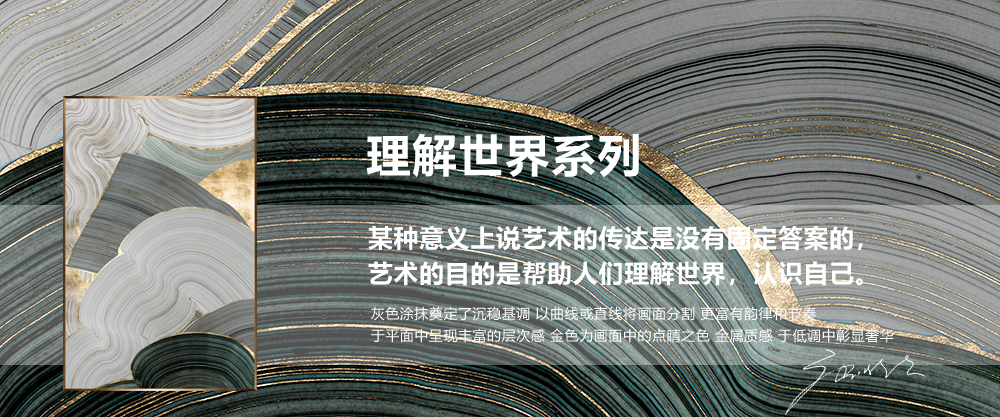 理解世界系列
某种意义上说艺术的传达是没有固定答案的，
艺术的目的是帮助人们理解世界，认识自己。
灰色涂抹奠定了沉稳基调 以曲线或直线将画面分割 更富有韵律和节奏
于平面中呈现丰富的层次感 金色为画面中的点睛之色 金属质感 于低调中彰显奢华